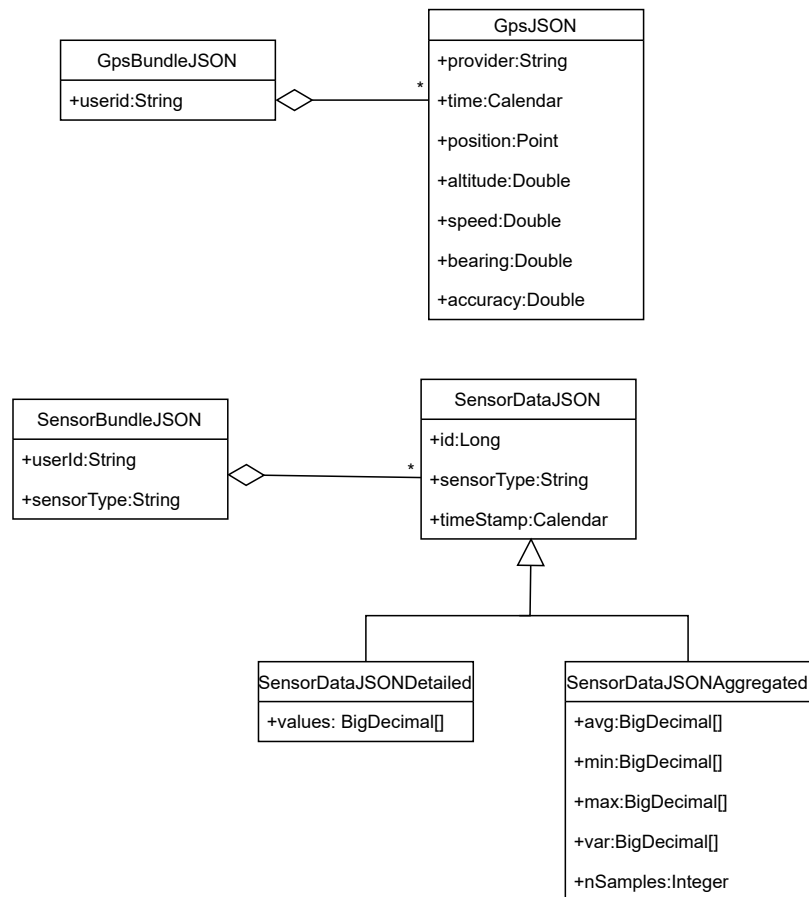 GpsBundleJSON
+userid:String
*
GpsJSON
+provider:String
+time:Calendar
+position:Point
+altitude:Double
+speed:Double
+bearing:Double
+accuracy:Double
SensorBundleJSON
+userId:String
+sensorType:String
*
SensorDataJSON
+id:Long
+sensorType:String
+timeStamp:Calendar
SensorDataJSONDetailed
+values: BigDecimal[]
SensorDataJSONAggregated
+avg:BigDecimal[]
+min:BigDecimal[]
+max:BigDecimal[]
+var:BigDecimal[]
+nSamples:Integer